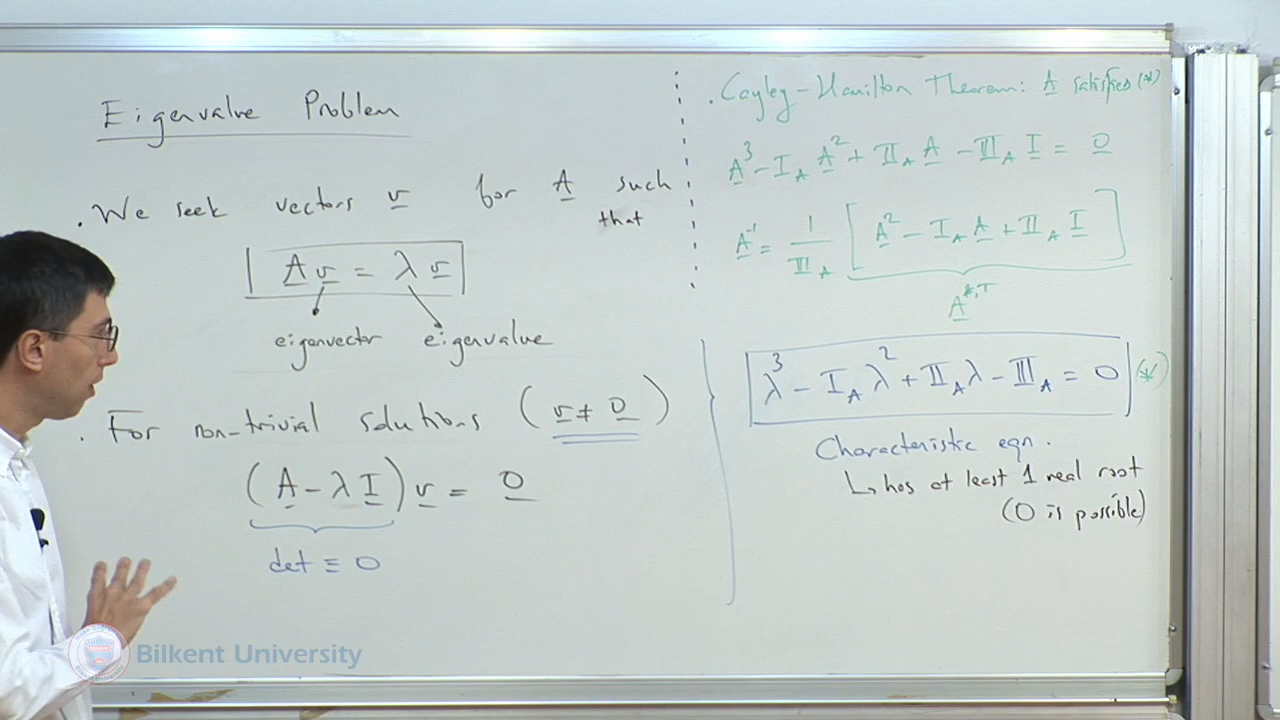 Eigenvalue Problem
. We seek vectors v for A such
that
A v = λ v
eigenvector eigenvalue
. For non-trivial solutions (v ≠ 0)
(A - λ I) v = 0
det ≡ 0
. Cayley-Hamilton Theorem: A satisfies (*)
A³ - I_A A² + II_A A - III_A I = 0
A⁻¹ = 1/III_A [A² - I_A A + II_A I]
A^{*,T}
λ³ - I_A λ² + II_A λ - III_A = 0 (*)
Characteristic eqn.
↳ has at least 1 real root
(0 is possible)
Bilkent University